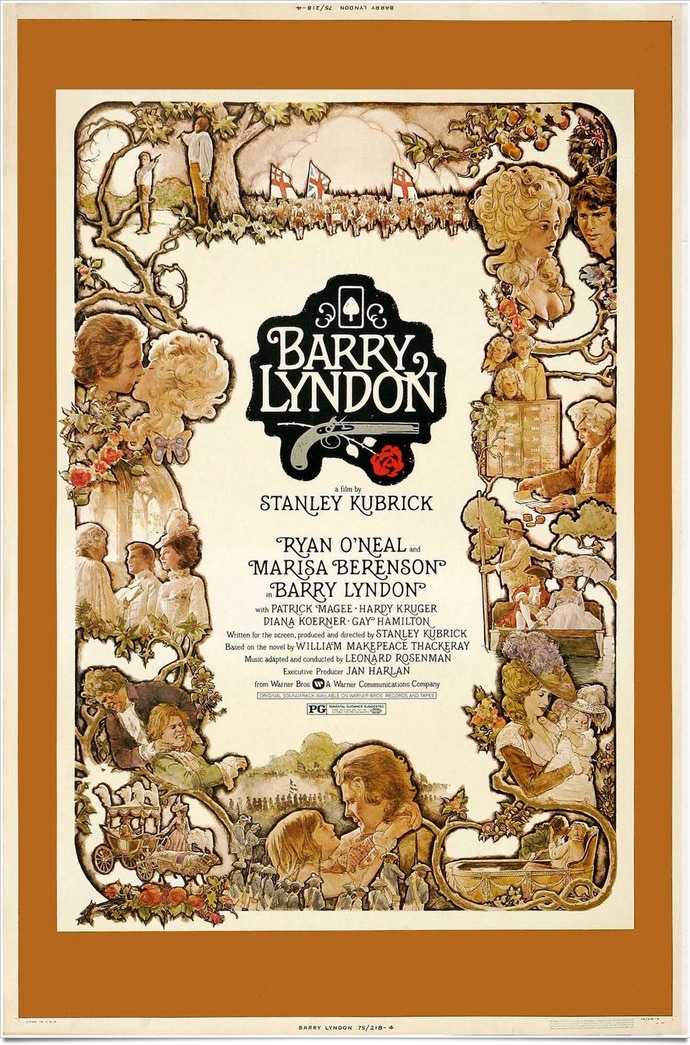 BARRY LYNDON 75/218-4
BARRY
LYNDON
a film by
STANLEY KUBRICK
RYAN O'NEAL and
MARISA BERENSON
in BARRY LYNDON
with PATRICK MAGEE · HARDY KRUGER
DIANA KOERNER · GAY HAMILTON
Written for the screen, produced and directed by STANLEY KUBRICK
Based on the novel by WILLIAM MAKEPEACE THACKERAY
Music adapted and conducted by LEONARD ROSENMAN
Executive Producer JAN HARLAN
from Warner Bros. A Warner Communications Company
ORIGINAL SOUNDTRACK AVAILABLE ON WARNER BROS. RECORDS AND TAPES
PG PARENTAL GUIDANCE SUGGESTED
BARRY LYNDON 75/218-4